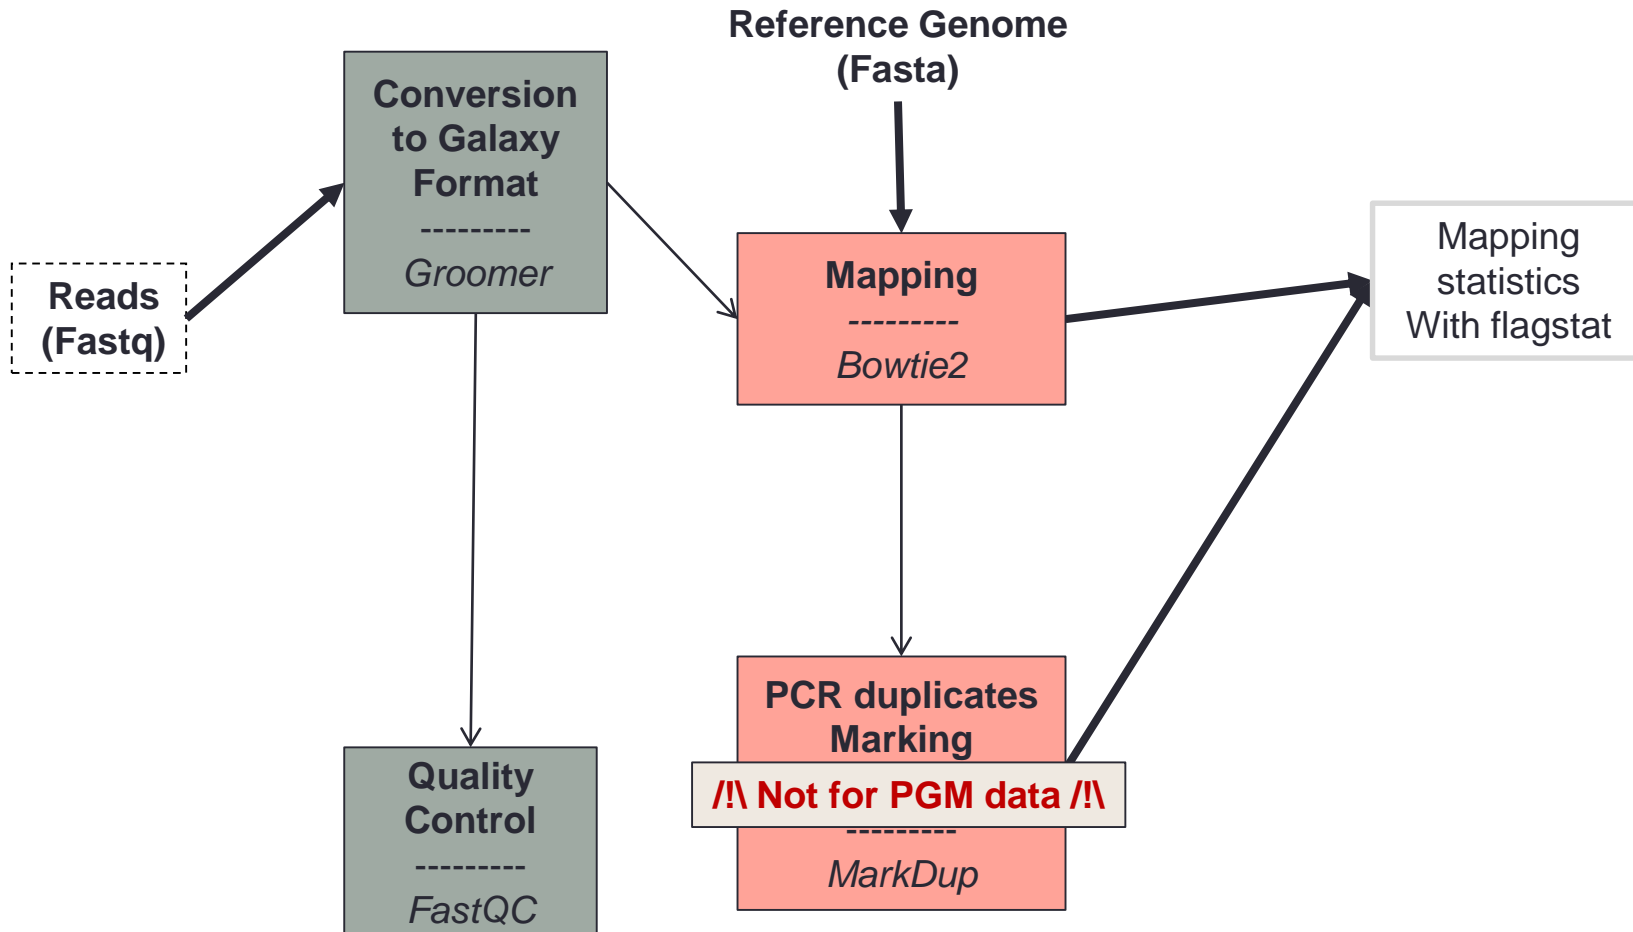 Reference Genome
(Fasta)
Conversion
to Galaxy
Format
---------
Groomer
Reads
(Fastq)
Mapping
---------
Bowtie2
Mapping
statistics
With flagstat
PCR duplicates
Marking
/!\ Not for PGM data /!\
---------
MarkDup
Quality
Control
---------
FastQC